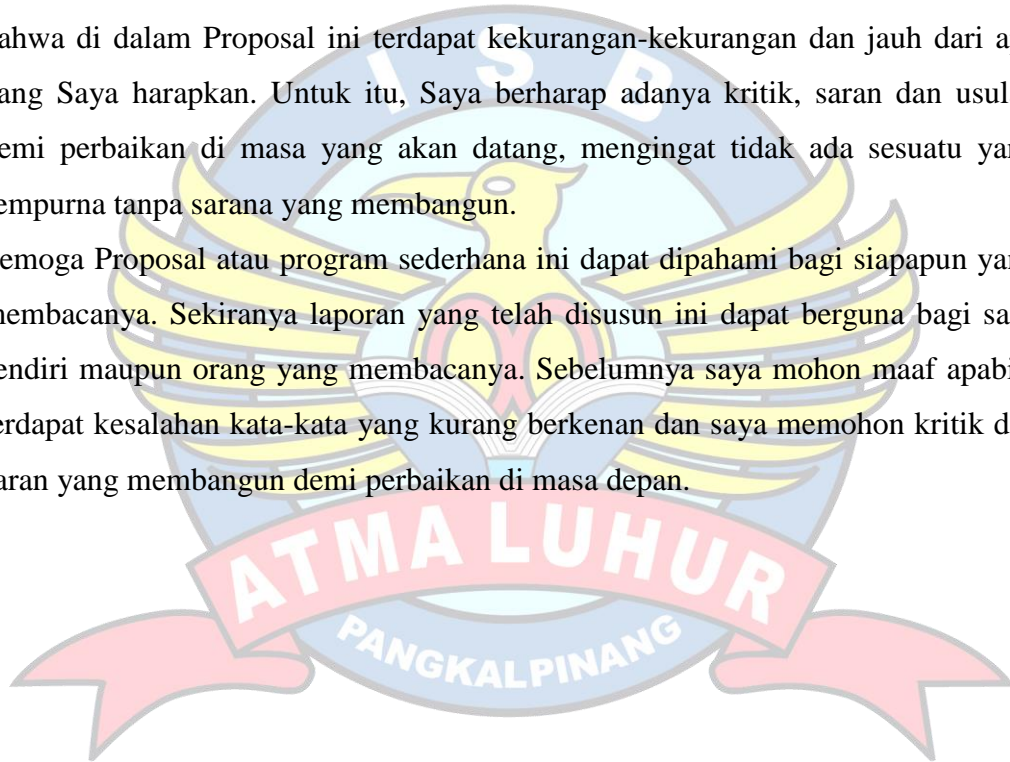 ahwa di dalam Proposal ini terdapat kekurangan-kekurangan dan jauh dari a
ang Saya harapkan. Untuk itu, Saya berharap adanya kritik, saran dan usul
emi perbaikan di masa yang akan datang, mengingat tidak ada sesuatu yan
empurna tanpa sarana yang membangun.
emoga Proposal atau program sederhana ini dapat dipahami bagi siapapun yan
membacanya. Sekiranya laporan yang telah disusun ini dapat berguna bagi sa
endiri maupun orang yang membacanya. Sebelumnya saya mohon maaf apabi
erdapat kesalahan kata-kata yang kurang berkenan dan saya memohon kritik d
aran yang membangun demi perbaikan di masa depan.
I S B
ATMA LUHUR
PANGKALPINANG